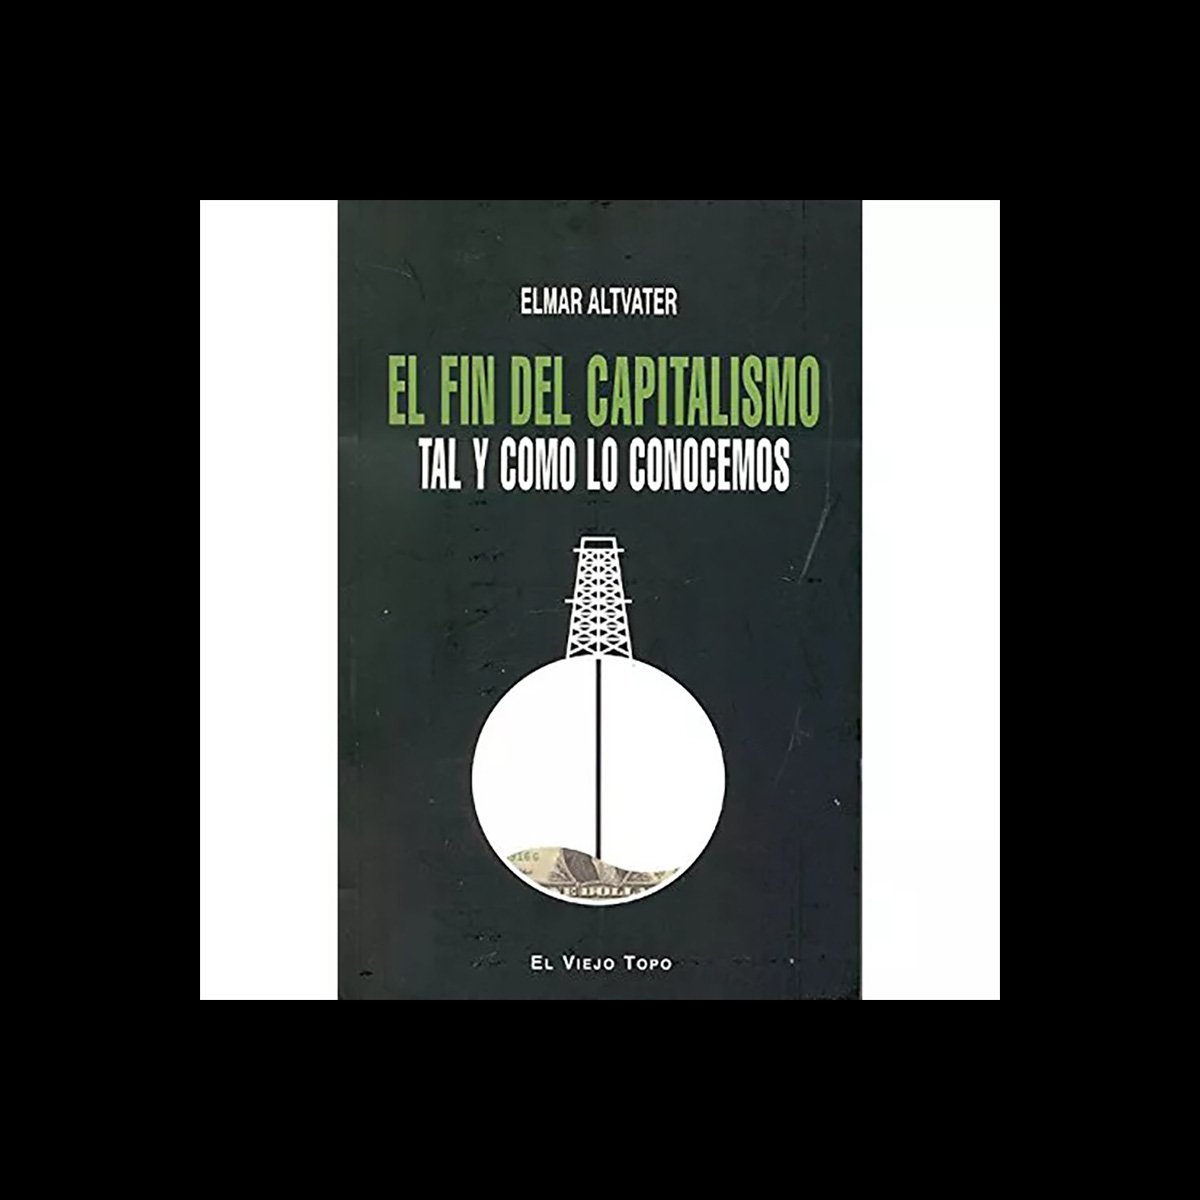 ELMAR ALTVATER
EL FIN DEL CAPITALISMO
TAL Y COMO LO CONOCEMOS
EL VIEJO TOPO